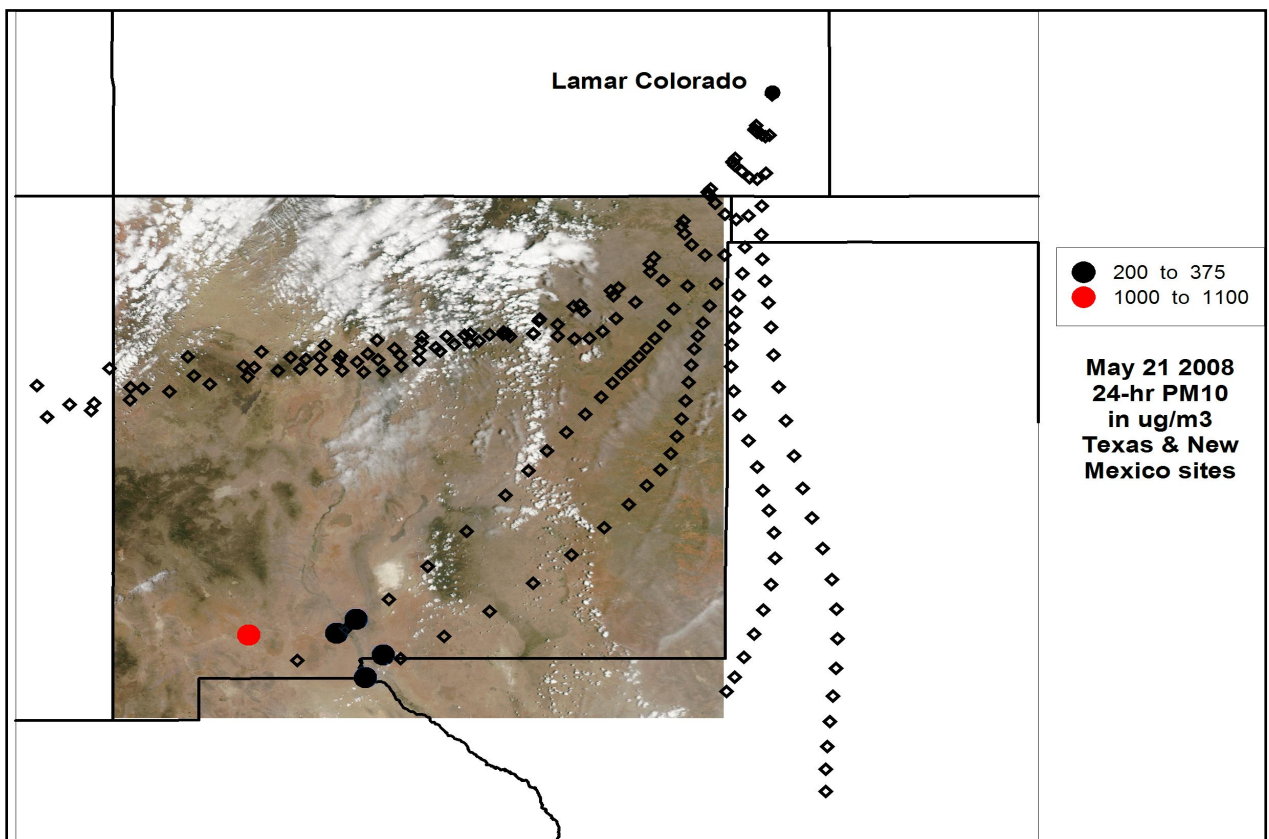 Lamar Colorado
200 to 375
1000 to 1100
May 21 2008
24-hr PM10
in ug/m3
Texas & New
Mexico sites